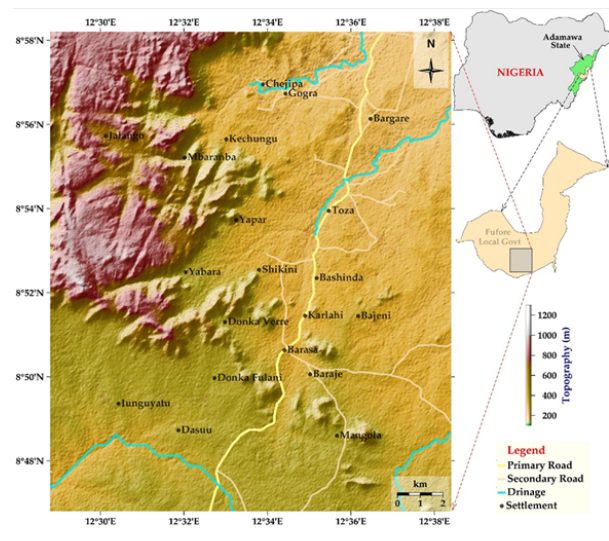 12°30'E 12°32'E 12°34'E 12°36'E 12°38'E
8°58'N
8°56'N
8°54'N
8°52'N
8°50'N
8°48'N
N
Chejipa
Gogra
Bargare
Jalango
Kechungu
Mbaranba
Yapar
Toza
Shikini
Yabara
Bashinda
Donka Verre
Karlahi
Bajeni
Barasa
Donka Fulani
Baraje
Iunguyatu
Dasuu
Mangola
km
0 1 2
12°30'E 12°32'E 12°34'E 12°36'E 12°38'E
Adamawa
State
NIGERIA
Fufore
Local Govt
1200
1000
800
600
400
200
Topography (m)
Legend
Primary Road
Secondary Road
Drinage
Settlement